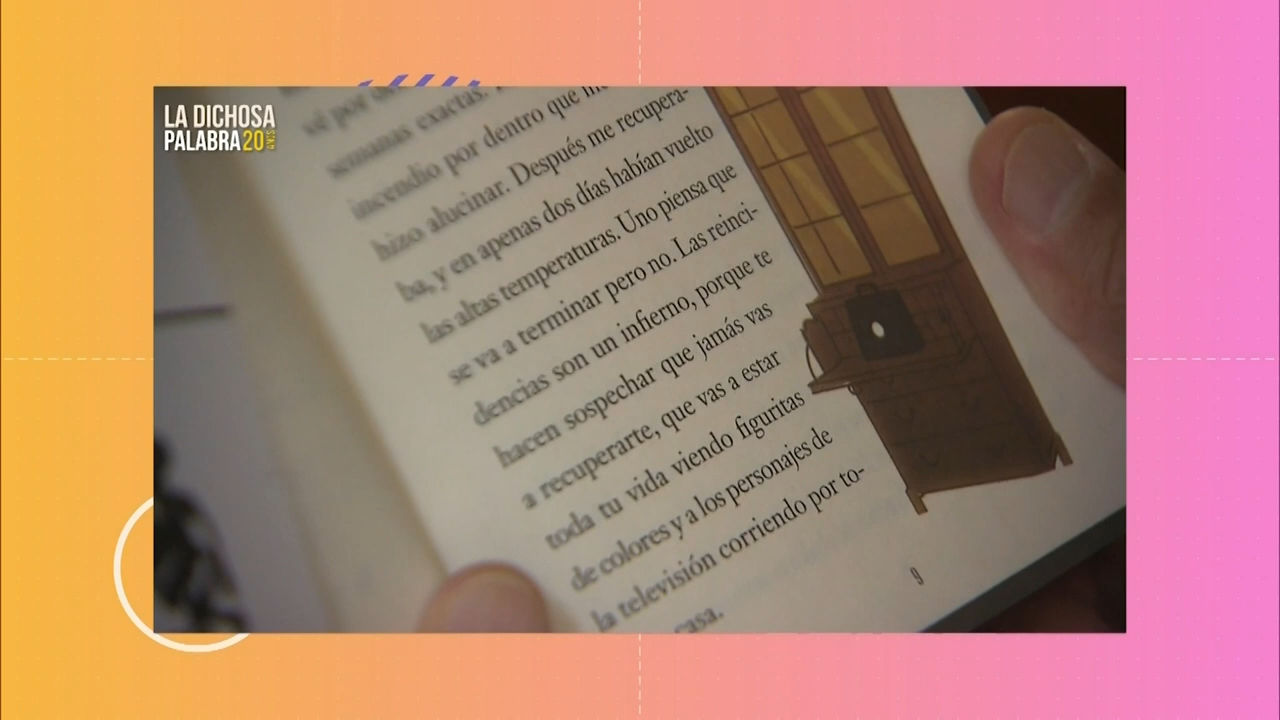 LA DICHOSA
PALABRA 20 AÑOS
vé por
semanas exactas.
incendio por dentro que me
hizo alucinar. Después me recupera-
ba, y en apenas dos días habían vuelto
las altas temperaturas. Uno piensa que
se va a terminar pero no. Las reinci-
dencias son un infierno, porque te
hacen sospechar que jamás vas
a recuperarte, que vas a estar
toda tu vida viendo figuritas
de colores y a los personajes de
la televisión corriendo por to-
casa.
9